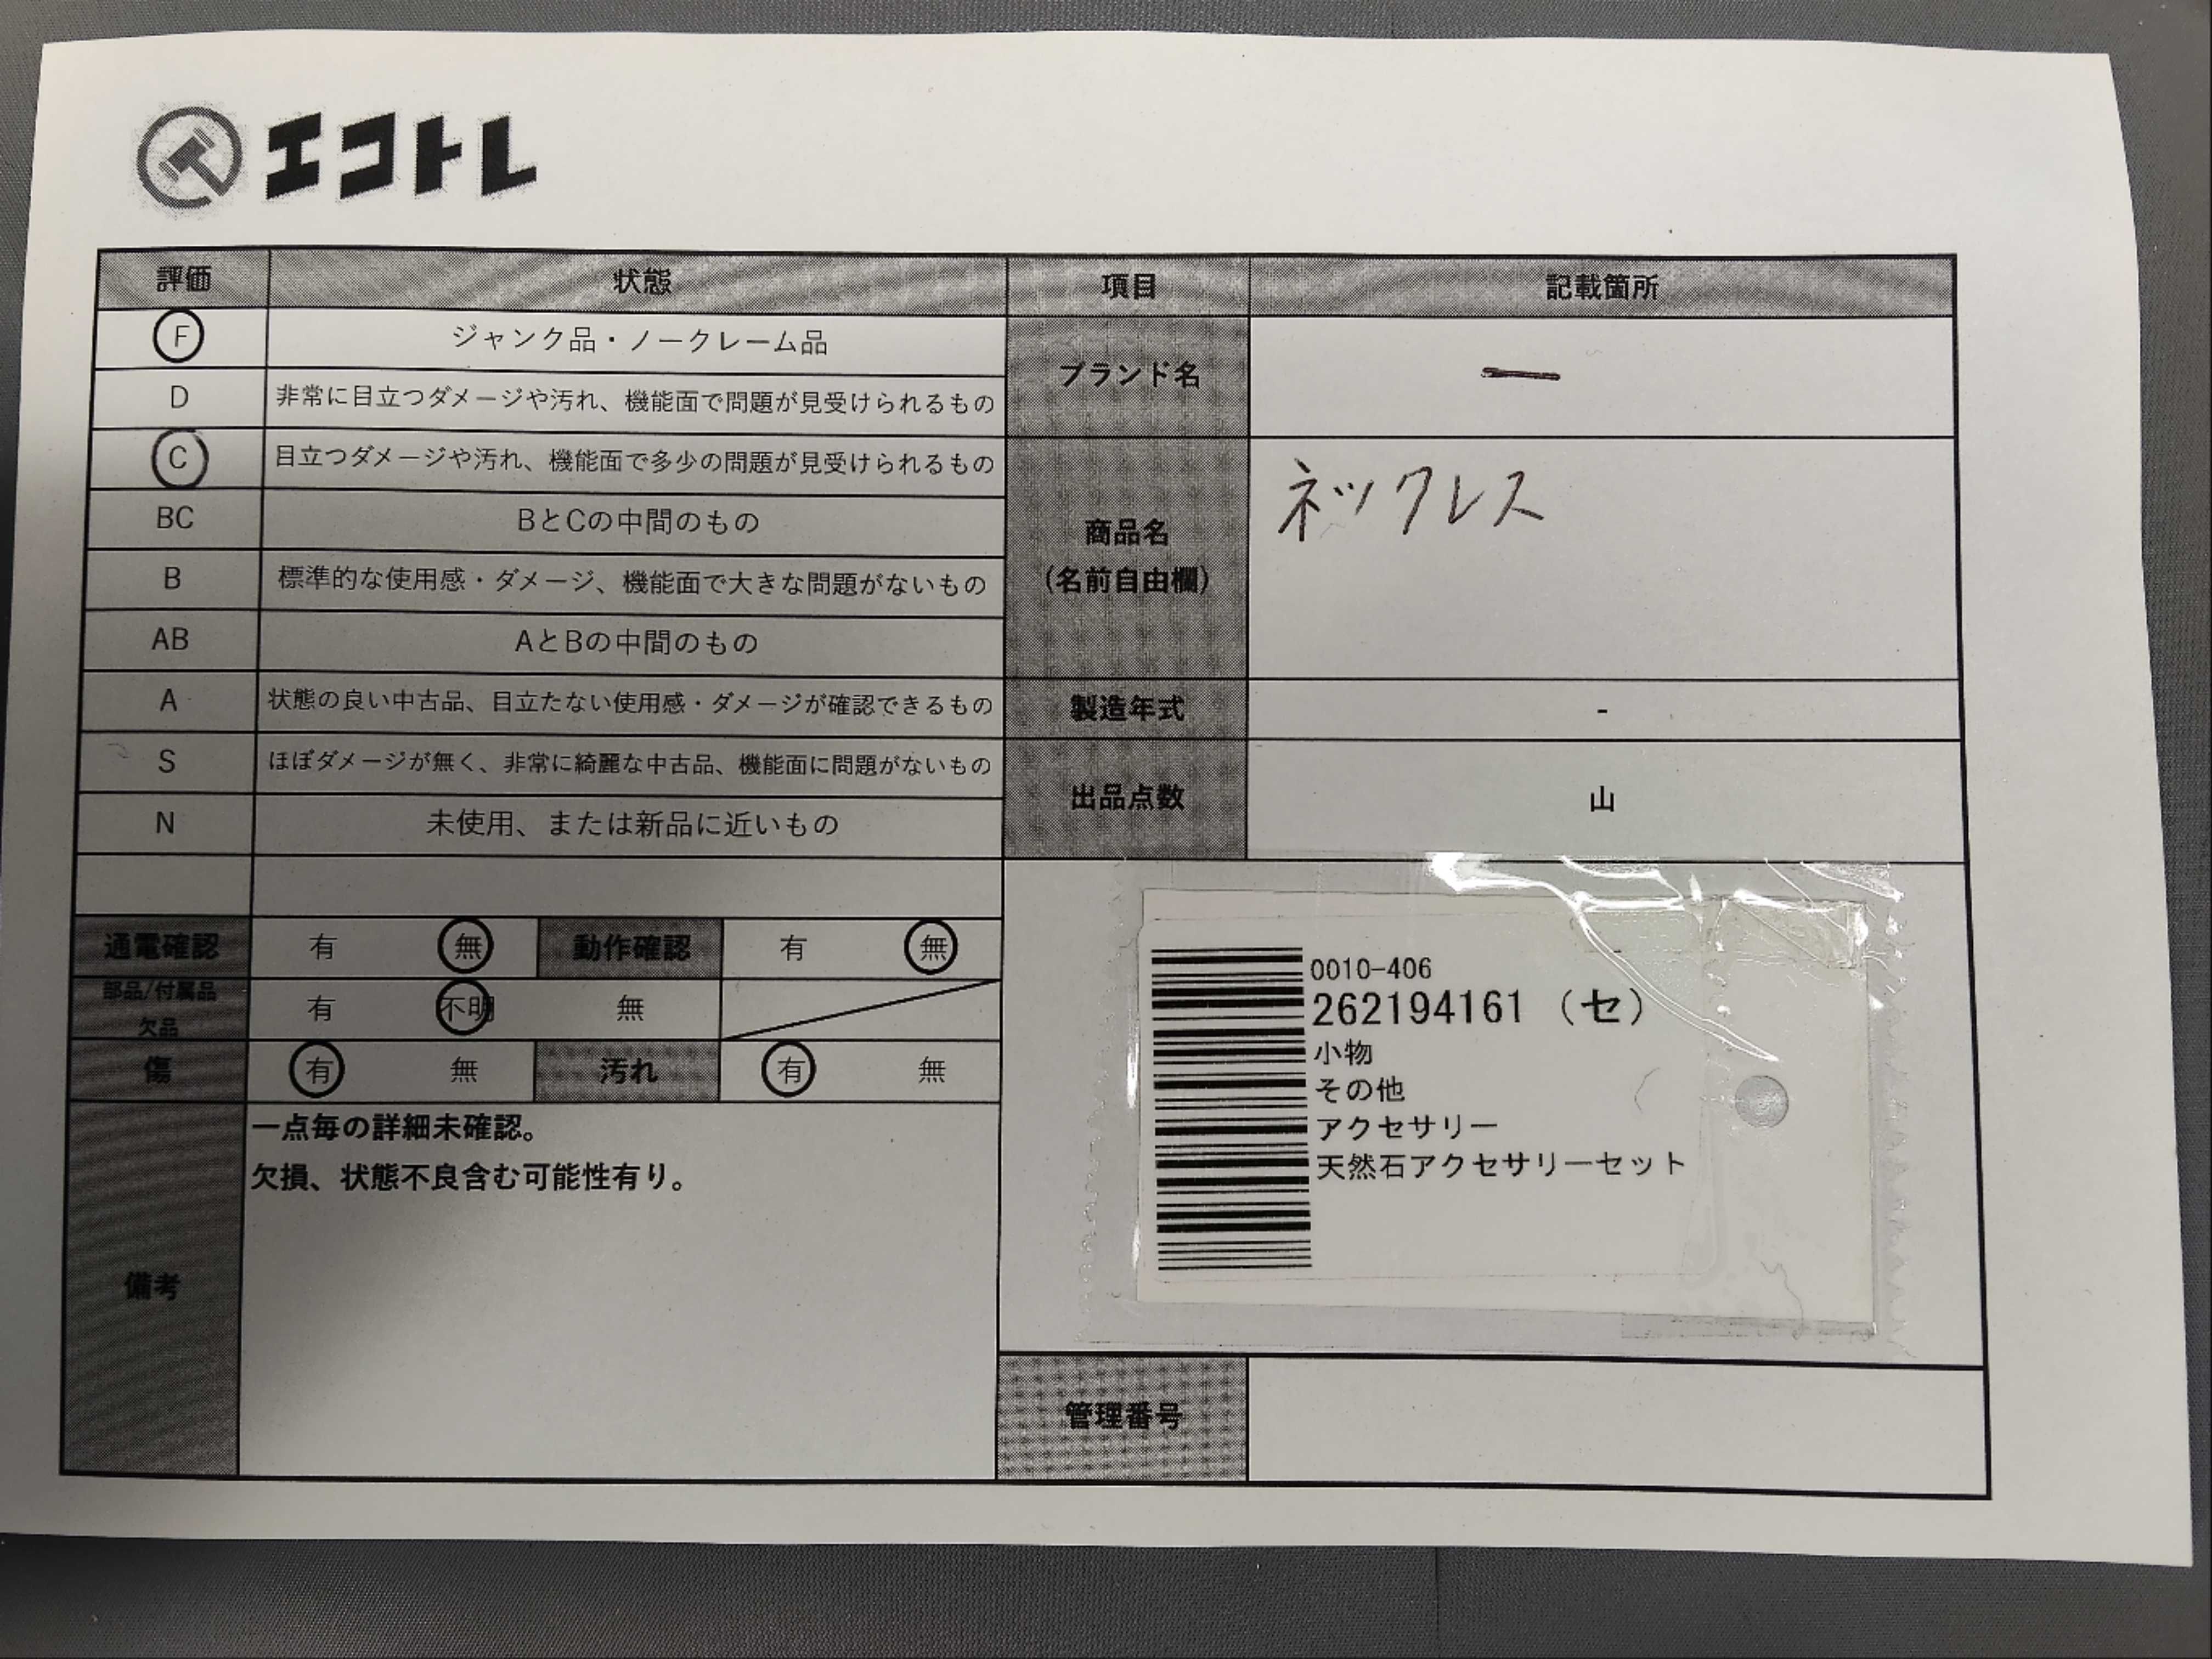 エコトレ
評価 状態 項目 記載箇所
F ジャンク品・ノークレーム品
D 非常に目立つダメージや汚れ、機能面で問題が見受けられるもの
ブランド名 ー
C 目立つダメージや汚れ、機能面で多少の問題が見受けられるもの
BC BとCの中間のもの
商品名
(名前自由欄)
ネックレス
B 標準的な使用感・ダメージ、機能面で大きな問題がないもの
AB AとBの中間のもの
A 状態の良い中古品、目立たない使用感・ダメージが確認できるもの
製造年式 -
S ほぼダメージが無く、非常に綺麗な中古品、機能面に問題がないもの
出品点数 山
N 未使用、または新品に近いもの
通電確認 有 無 動作確認 有 無
部品/付属品
欠品
有 不明 無
傷 有 無 汚れ 有 無
備考
一点毎の詳細未確認。
欠損、状態不良含む可能性有り。
0010-406
262194161 (セ)
小物
その他
アクセサリー
天然石アクセサリーセット
管理番号